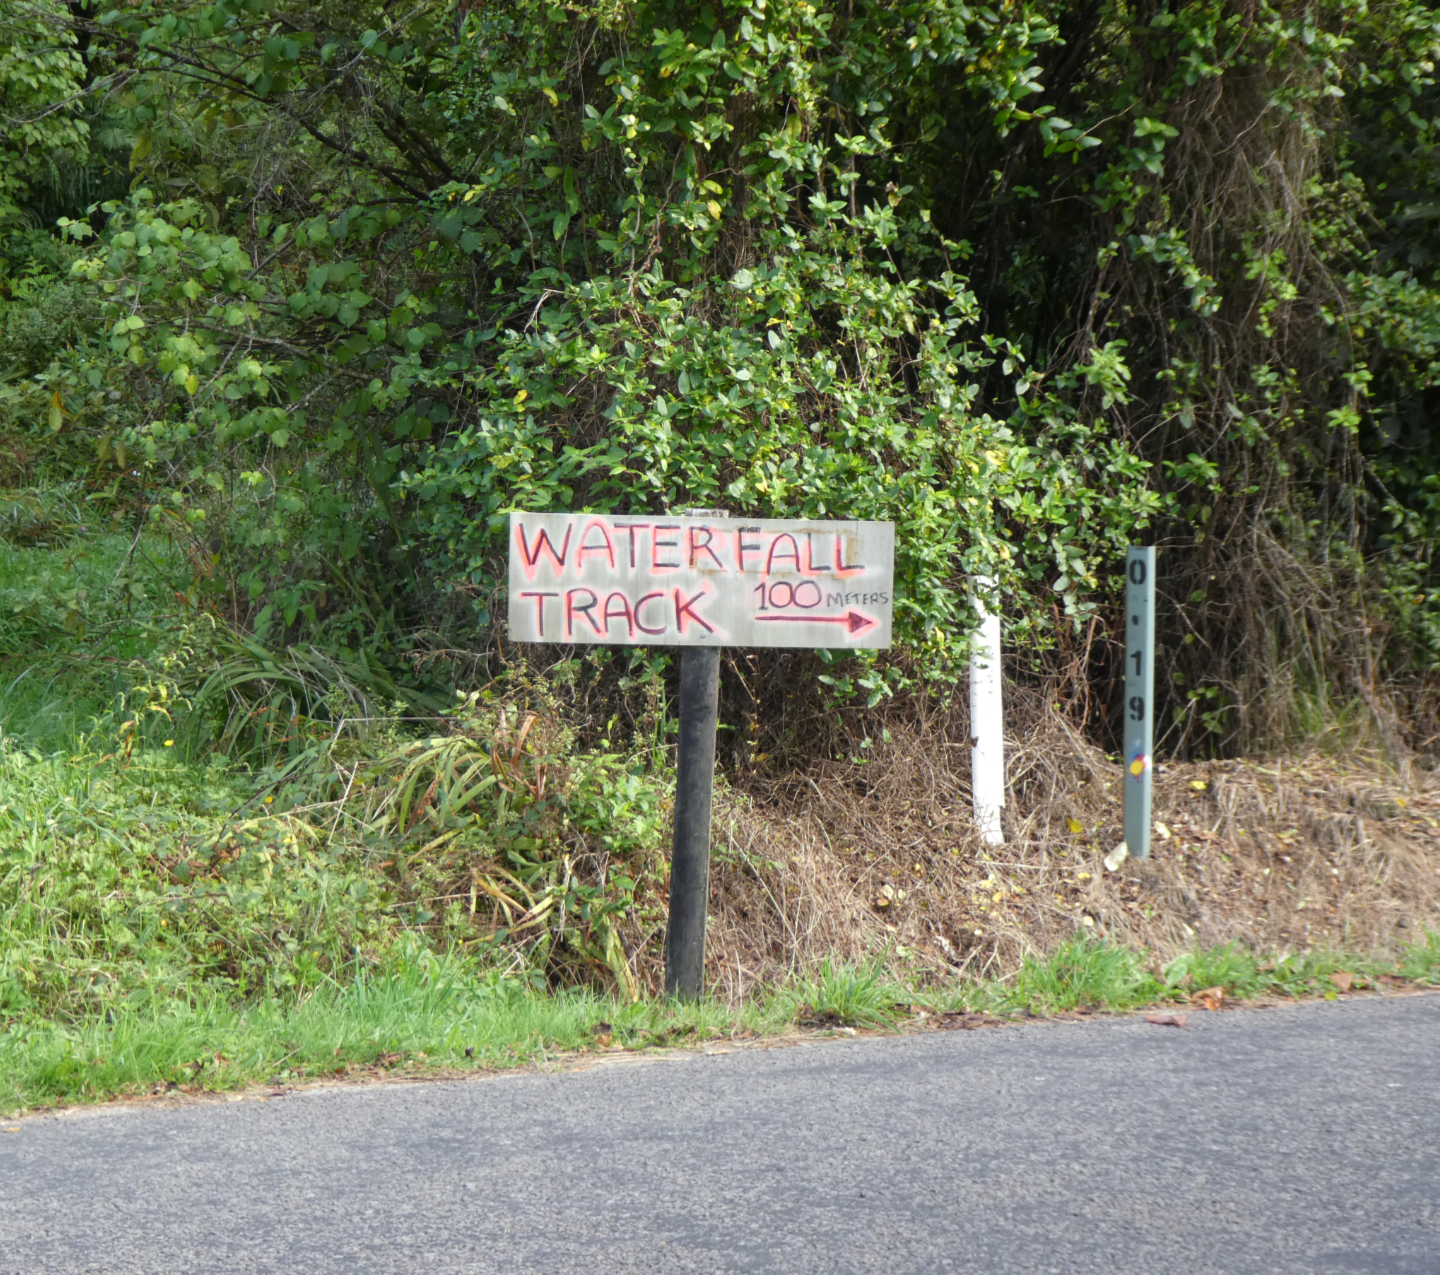 WATERFALL
TRACK 100 METERS
0.19